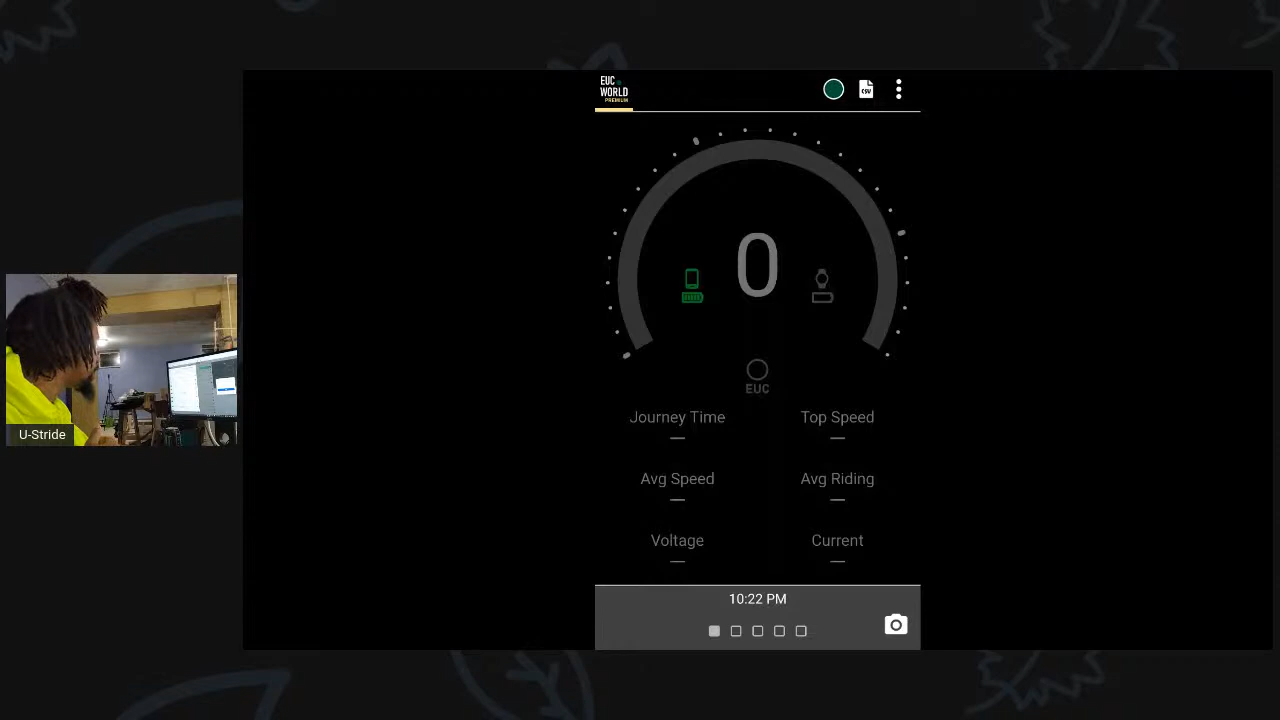 EUC
WORLD
PREMIUM
CSV
0
EUC
Journey Time
Top Speed
—
—
Avg Speed
Avg Riding
—
—
Voltage
Current
—
—
10:22 PM
U-Stride